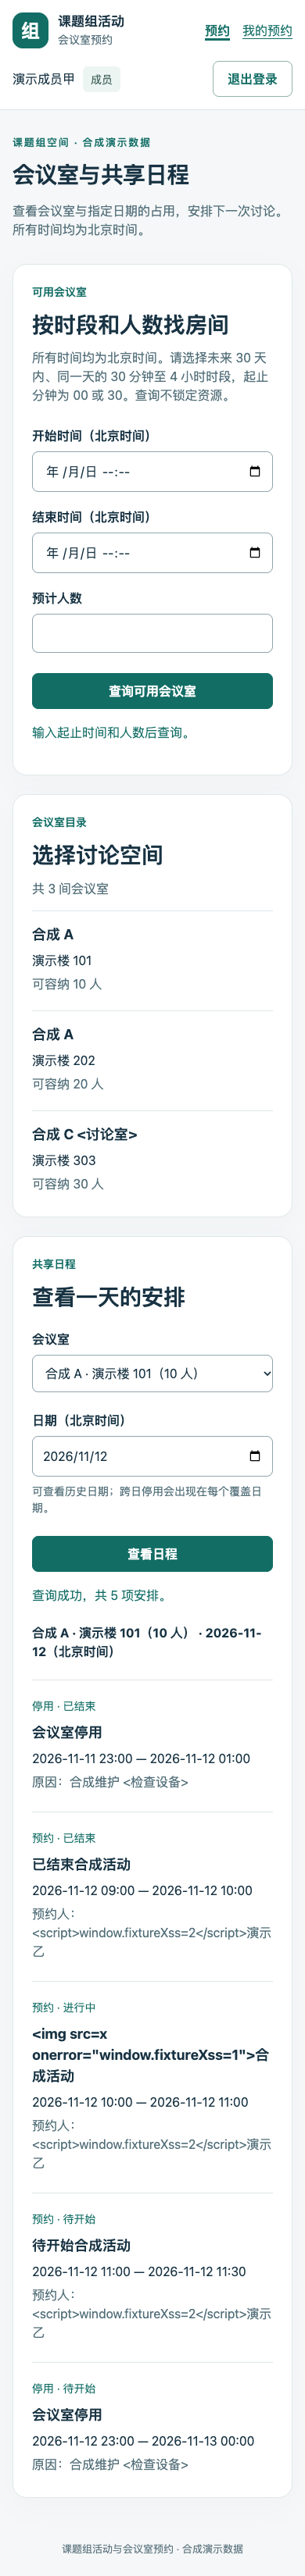 组
课题组活动
会议室预约
预约 我的预约
演示成员甲 成员 退出登录
课题组空间 · 合成演示数据
会议室与共享日程
查看会议室与指定日期的占用，安排下一次讨论。
所有时间均为北京时间。
可用会议室
按时段和人数找房间
所有时间均为北京时间。请选择未来 30 天
内、同一天的 30 分钟至 4 小时时段，起止
分钟为 00 或 30。查询不锁定资源。
开始时间（北京时间）
年 /月/日 --:--
结束时间（北京时间）
年 /月/日 --:--
预计人数
查询可用会议室
输入起止时间和人数后查询。
会议室目录
选择讨论空间
共 3 间会议室
合成 A
演示楼 101
可容纳 10 人
合成 A
演示楼 202
可容纳 20 人
合成 C <讨论室>
演示楼 303
可容纳 30 人
共享日程
查看一天的安排
会议室
合成 A · 演示楼 101（10 人）
日期（北京时间）
2026/11/12
可查看历史日期；跨日停用会出现在每个覆盖日
期。
查看日程
查询成功，共 5 项安排。
合成 A · 演示楼 101（10 人） · 2026-11-
12（北京时间）
停用 · 已结束
会议室停用
2026-11-11 23:00 — 2026-11-12 01:00
原因：合成维护 <检查设备>
预约 · 已结束
已结束合成活动
2026-11-12 09:00 — 2026-11-12 10:00
预约人：
<script>window.fixtureXss=2</script>演示
乙
预约 · 进行中
<img src=x
onerror="window.fixtureXss=1">合
成活动
2026-11-12 10:00 — 2026-11-12 11:00
预约人：
<script>window.fixtureXss=2</script>演示
乙
预约 · 待开始
待开始合成活动
2026-11-12 11:00 — 2026-11-12 11:30
预约人：
<script>window.fixtureXss=2</script>演示
乙
停用 · 待开始
会议室停用
2026-11-12 23:00 — 2026-11-13 00:00
原因：合成维护 <检查设备>
课题组活动与会议室预约 · 合成演示数据